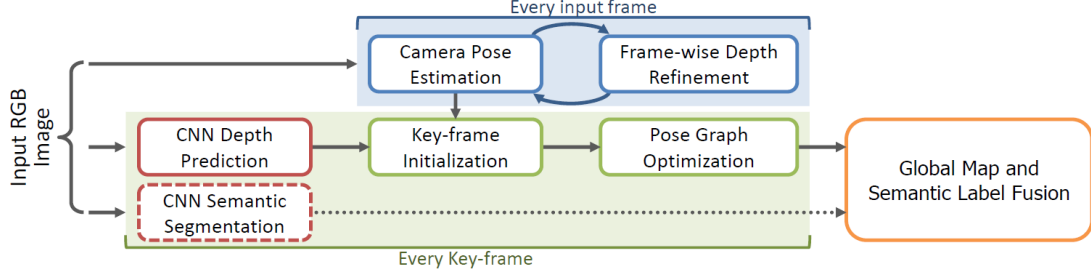 Every input frame
Camera Pose
Estimation
Frame-wise Depth
Refinement
Input RGB
Image
CNN Depth
Prediction
Key-frame
Initialization
Pose Graph
Optimization
Global Map and
Semantic Label Fusion
CNN Semantic
Segmentation
Every Key-frame